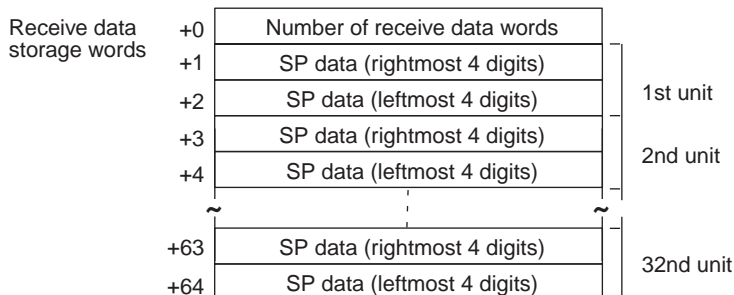 Receive data
storage words
+0 Number of receive data words
+1 SP data (rightmost 4 digits)
+2 SP data (leftmost 4 digits)
1st unit
+3 SP data (rightmost 4 digits)
+4 SP data (leftmost 4 digits)
2nd unit
~ ~
+63 SP data (rightmost 4 digits)
+64 SP data (leftmost 4 digits)
32nd unit